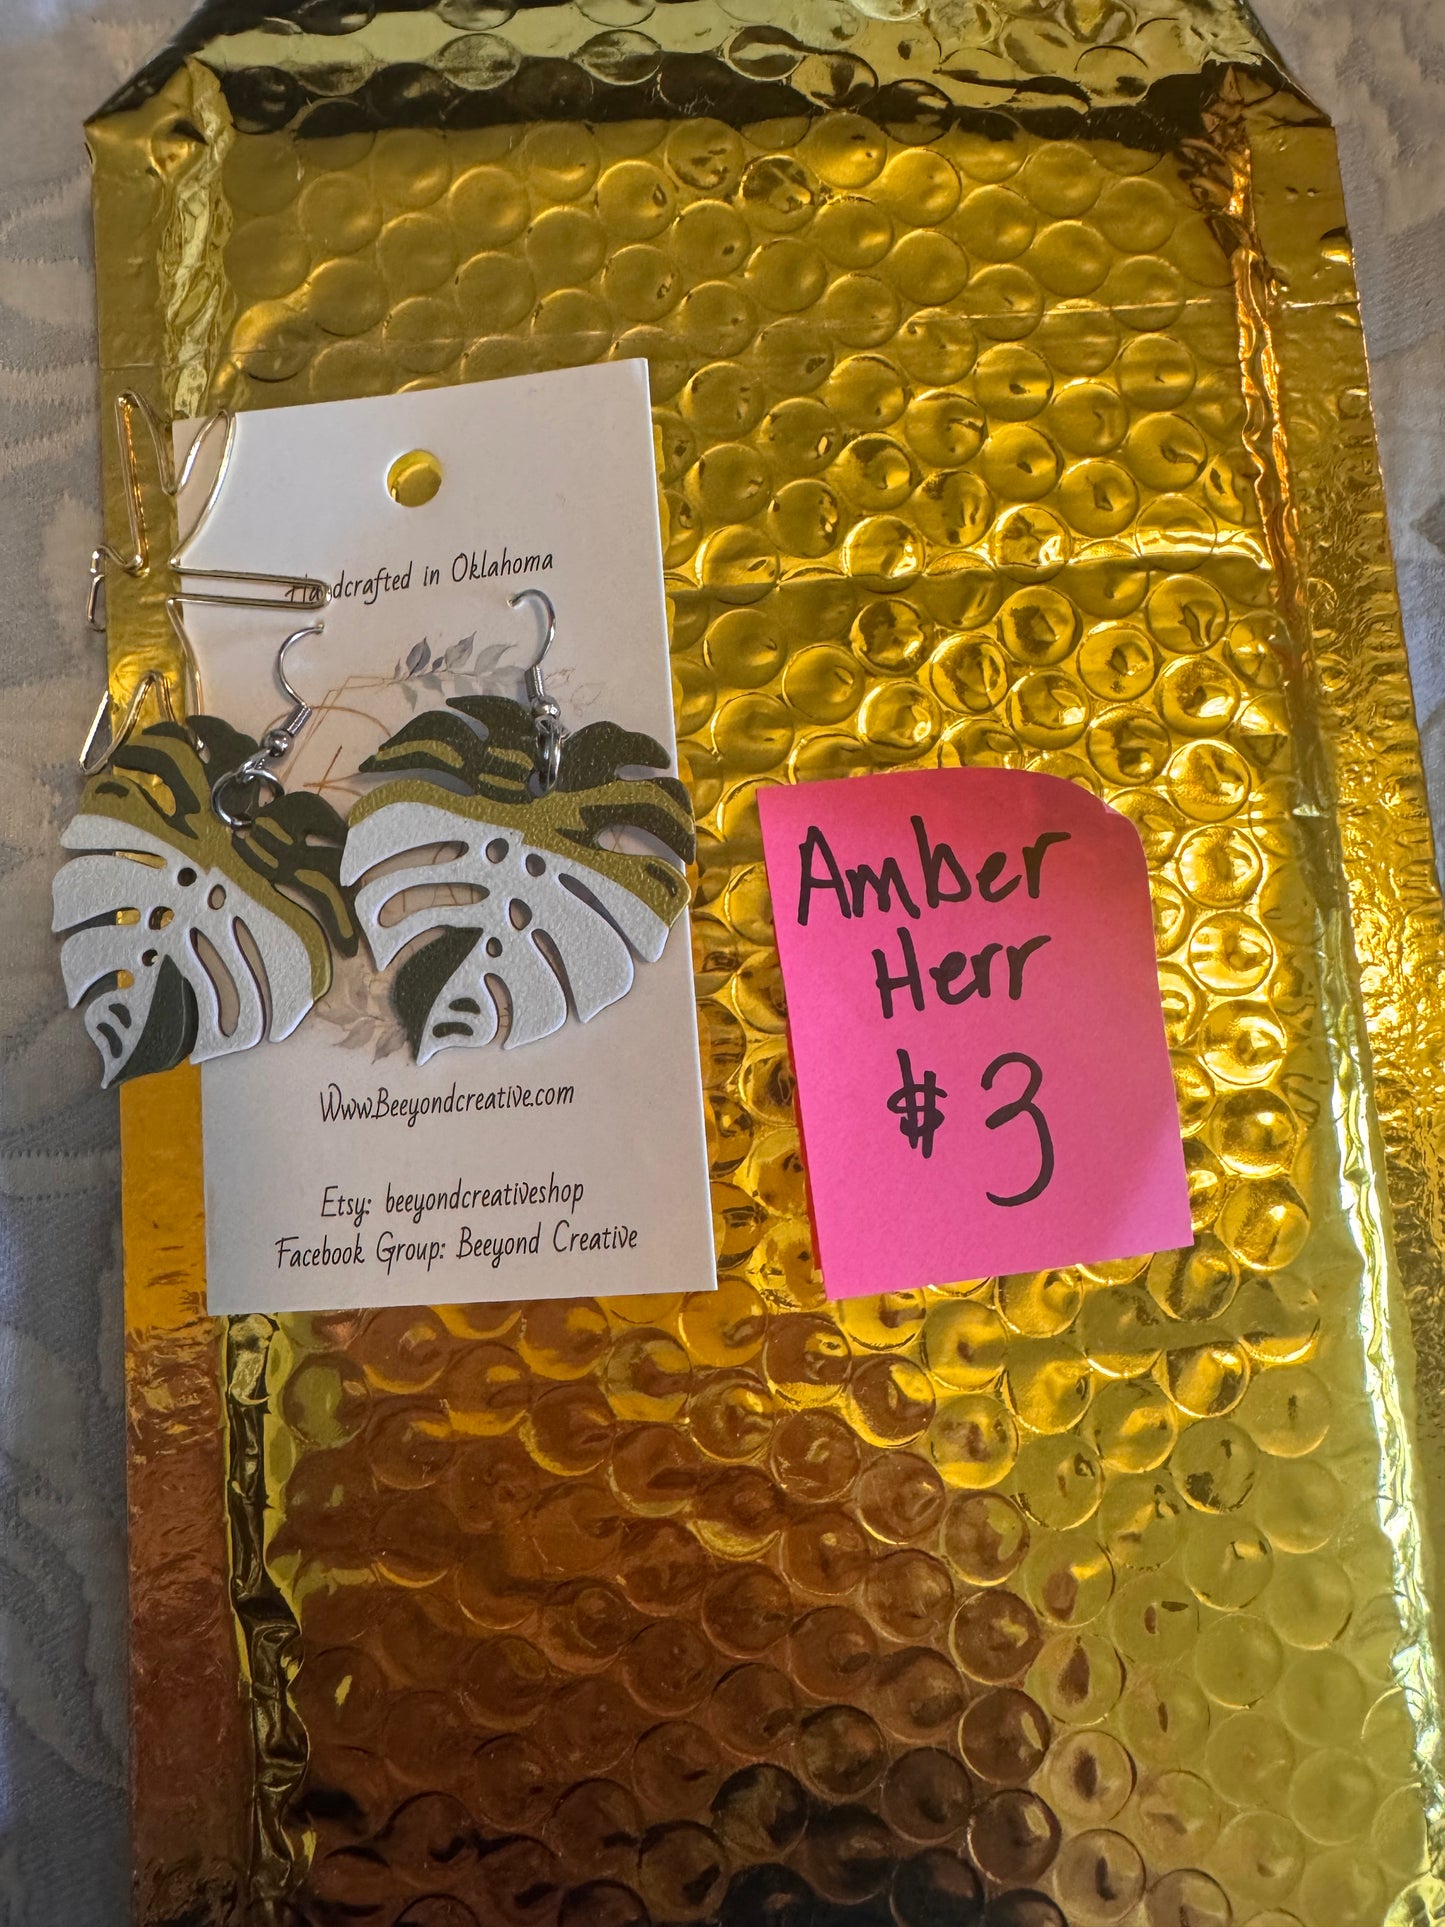 Handcrafted in Oklahoma
Www.Beeyondcreative.com
Etsy: beeyondcreativeshop
Facebook Group: Beeyond Creative
Amber
Herr
$3